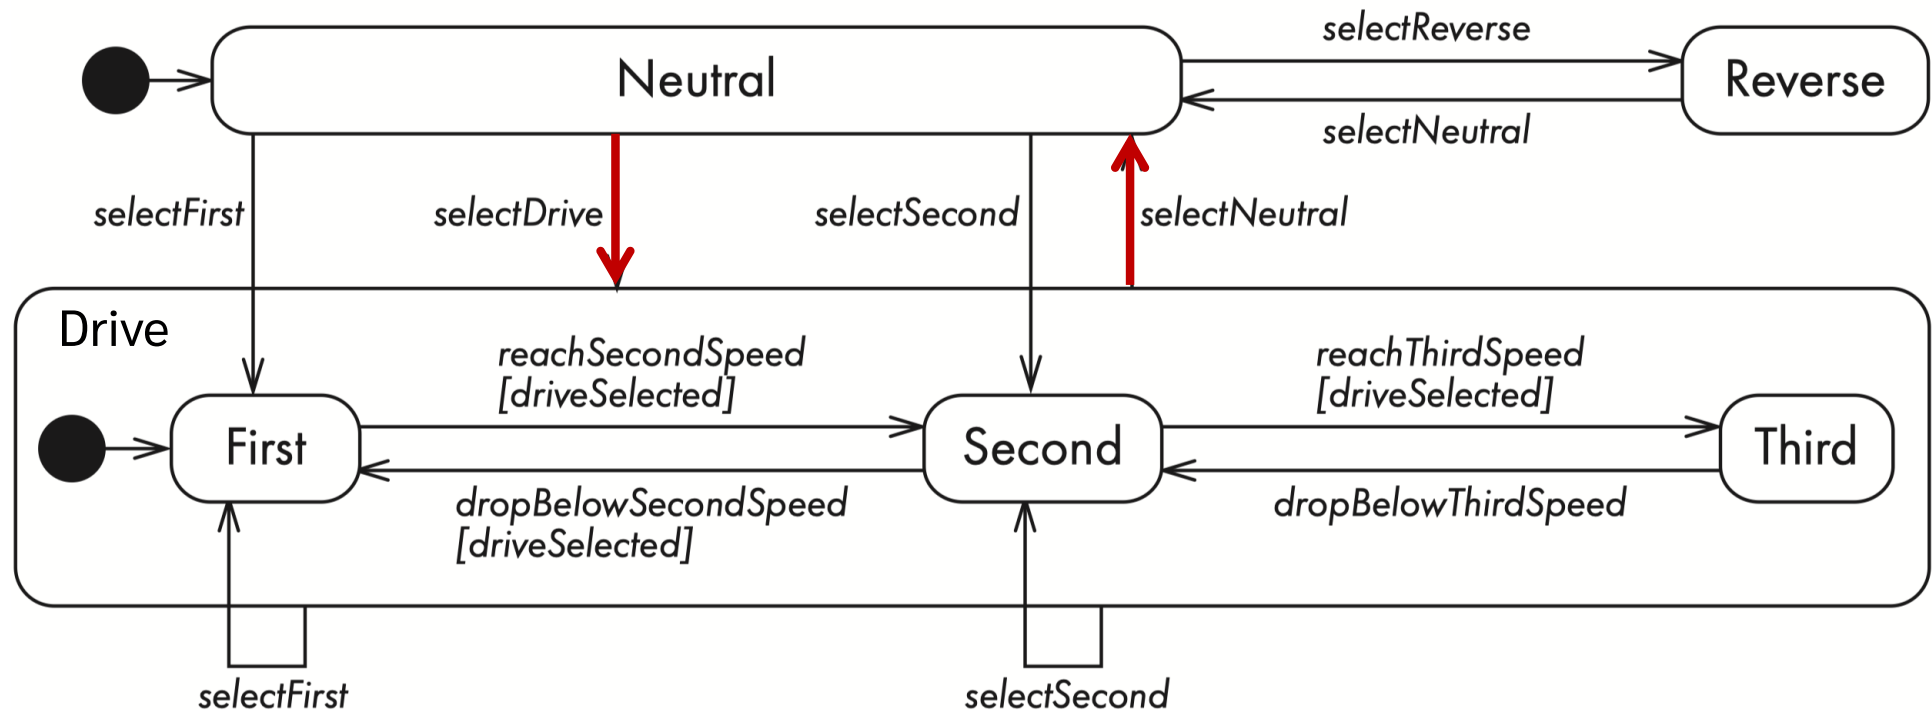 selectReverse
Neutral
Reverse
selectNeutral
selectFirst
selectDrive
selectSecond
selectNeutral
Drive
reachSecondSpeed
[driveSelected]
reachThirdSpeed
[driveSelected]
First
Second
Third
dropBelowSecondSpeed
[driveSelected]
dropBelowThirdSpeed
selectFirst
selectSecond